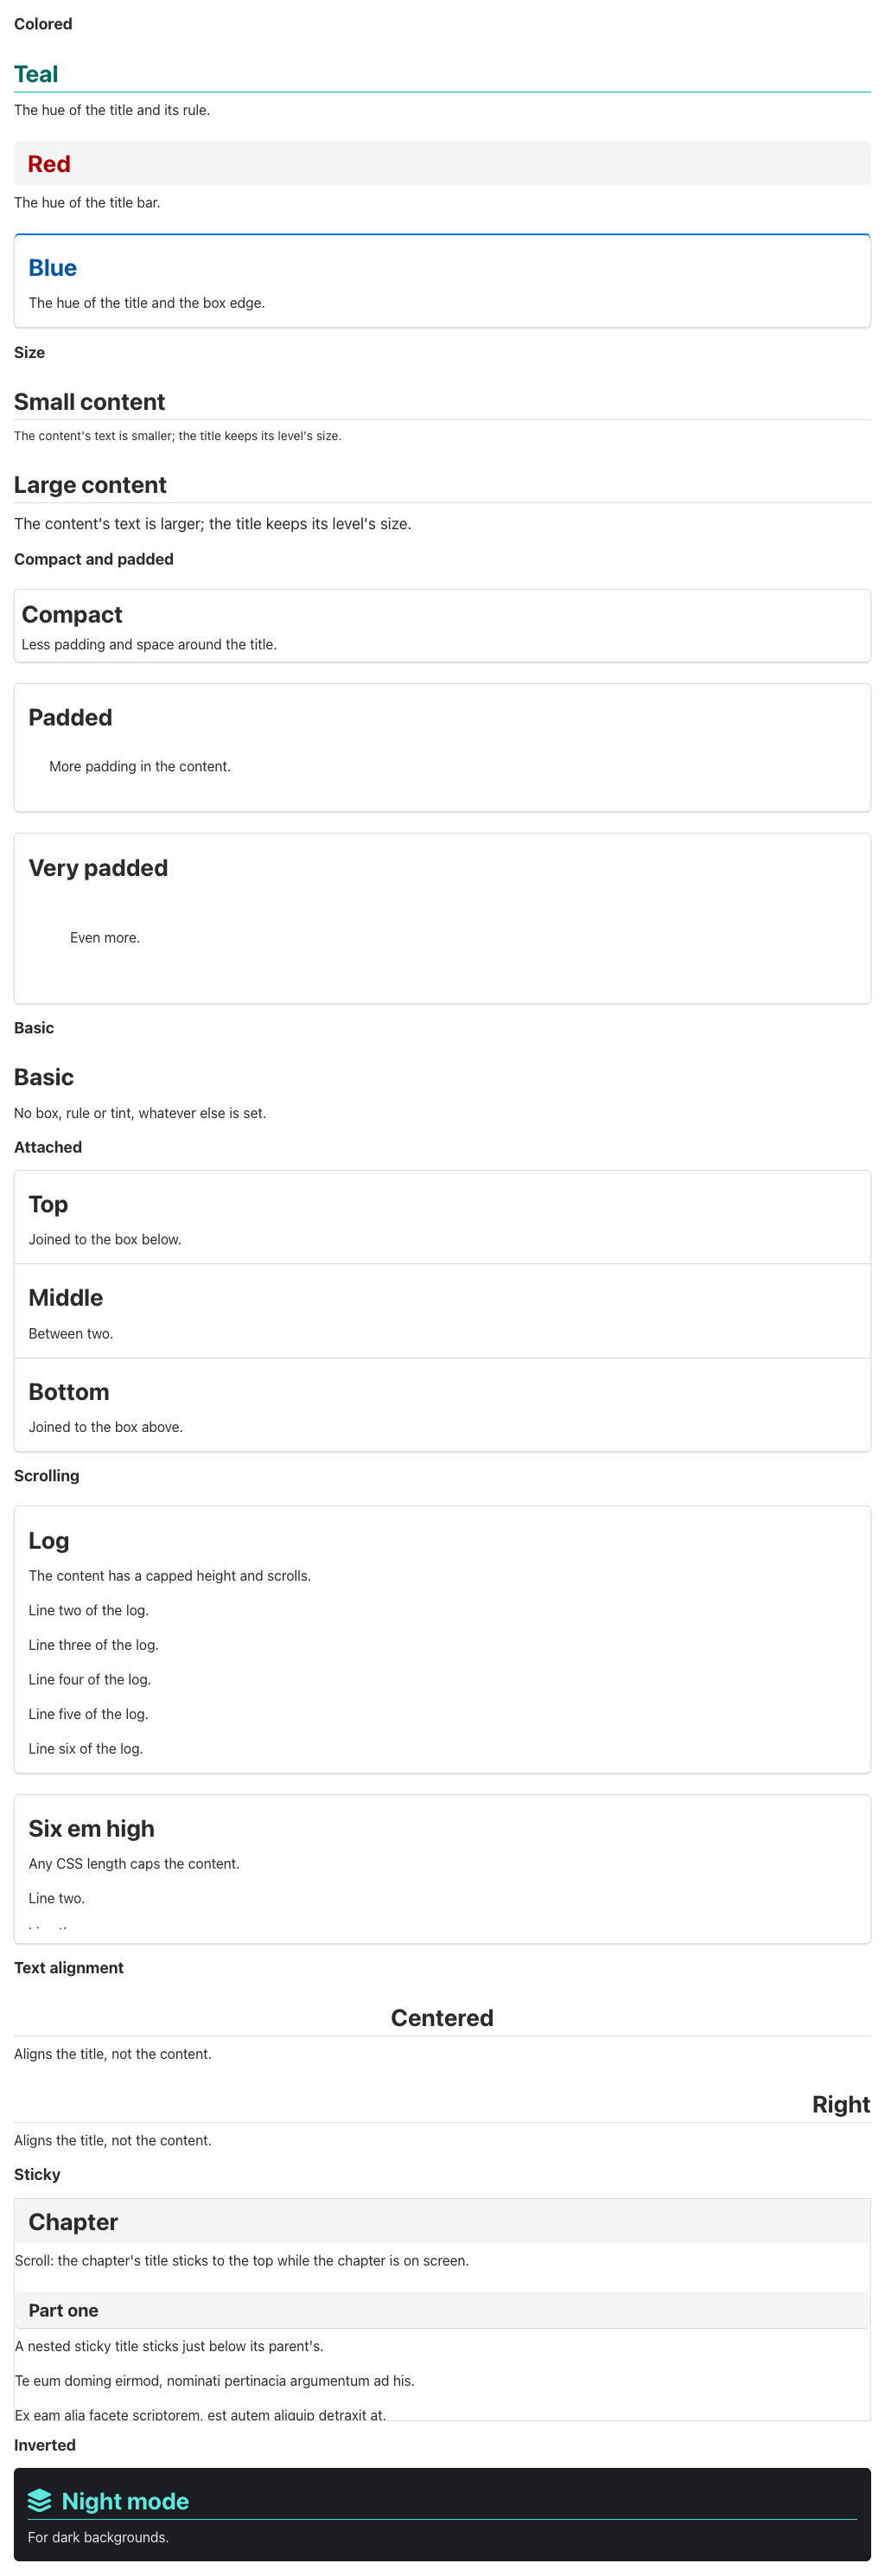 Colored
Teal
The hue of the title and its rule.
Red
The hue of the title bar.
Blue
The hue of the title and the box edge.
Size
Small content
The content's text is smaller; the title keeps its level's size.
Large content
The content's text is larger; the title keeps its level's size.
Compact and padded
Compact
Less padding and space around the title.
Padded
More padding in the content.
Very padded
Even more.
Basic
Basic
No box, rule or tint, whatever else is set.
Attached
Top
Joined to the box below.
Middle
Between two.
Bottom
Joined to the box above.
Scrolling
Log
The content has a capped height and scrolls.
Line two of the log.
Line three of the log.
Line four of the log.
Line five of the log.
Line six of the log.
Six em high
Any CSS length caps the content.
Line two.
Text alignment
Centered
Aligns the title, not the content.
Right
Aligns the title, not the content.
Sticky
Chapter
Scroll: the chapter's title sticks to the top while the chapter is on screen.
Part one
A nested sticky title sticks just below its parent's.
Te eum doming eirmod, nominati pertinacia argumentum ad his.
Ex eam alia facete scriptorem, est autem aliquip detraxit at.
Inverted
Night mode
For dark backgrounds.